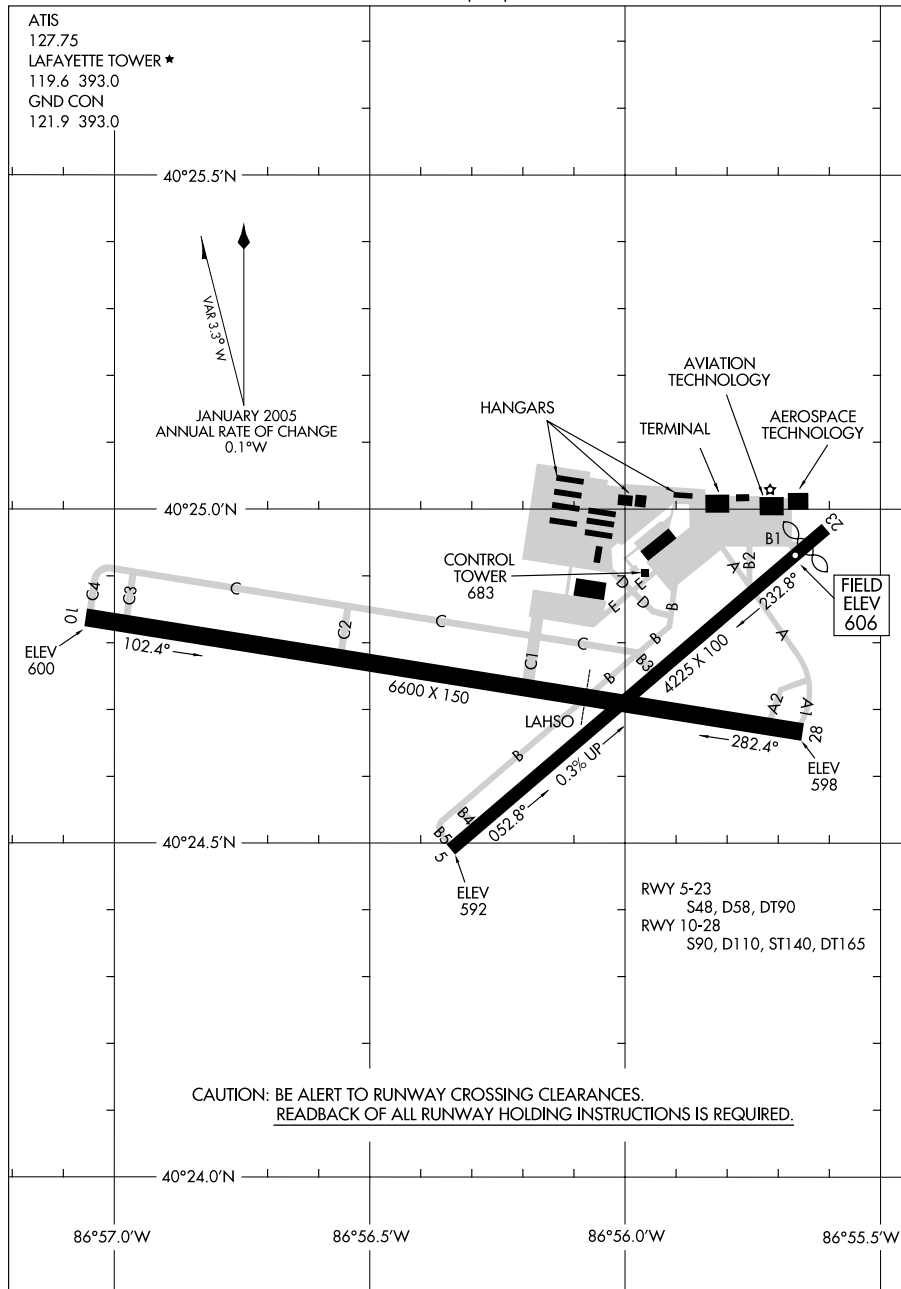 ATIS
127.75
LAFAYETTE TOWER ★
119.6 393.0
GND CON
121.9 393.0
40°25.5'N
VAR 3.3° W
JANUARY 2005
ANNUAL RATE OF CHANGE
0.1°W
HANGARS
TERMINAL
AVIATION
TECHNOLOGY
AEROSPACE
TECHNOLOGY
40°25.0'N
23
B1
B2
A
CONTROL
TOWER
683
D
E
D
E
B
232.8°
FIELD
ELEV
606
C4
C3
C
C2
C
C
C1
B
B3
B
A
4225 X 100
10
ELEV
600
102.4°
6600 X 150
LAHSO
A2
A1
28
282.4°
ELEV
598
B
0.3% UP
052.8°
B4
B5
5
40°24.5'N
ELEV
592
RWY 5-23
S48, D58, DT90
RWY 10-28
S90, D110, ST140, DT165
CAUTION: BE ALERT TO RUNWAY CROSSING CLEARANCES.
READBACK OF ALL RUNWAY HOLDING INSTRUCTIONS IS REQUIRED.
40°24.0'N
86°57.0'W
86°56.5'W
86°56.0'W
86°55.5'W